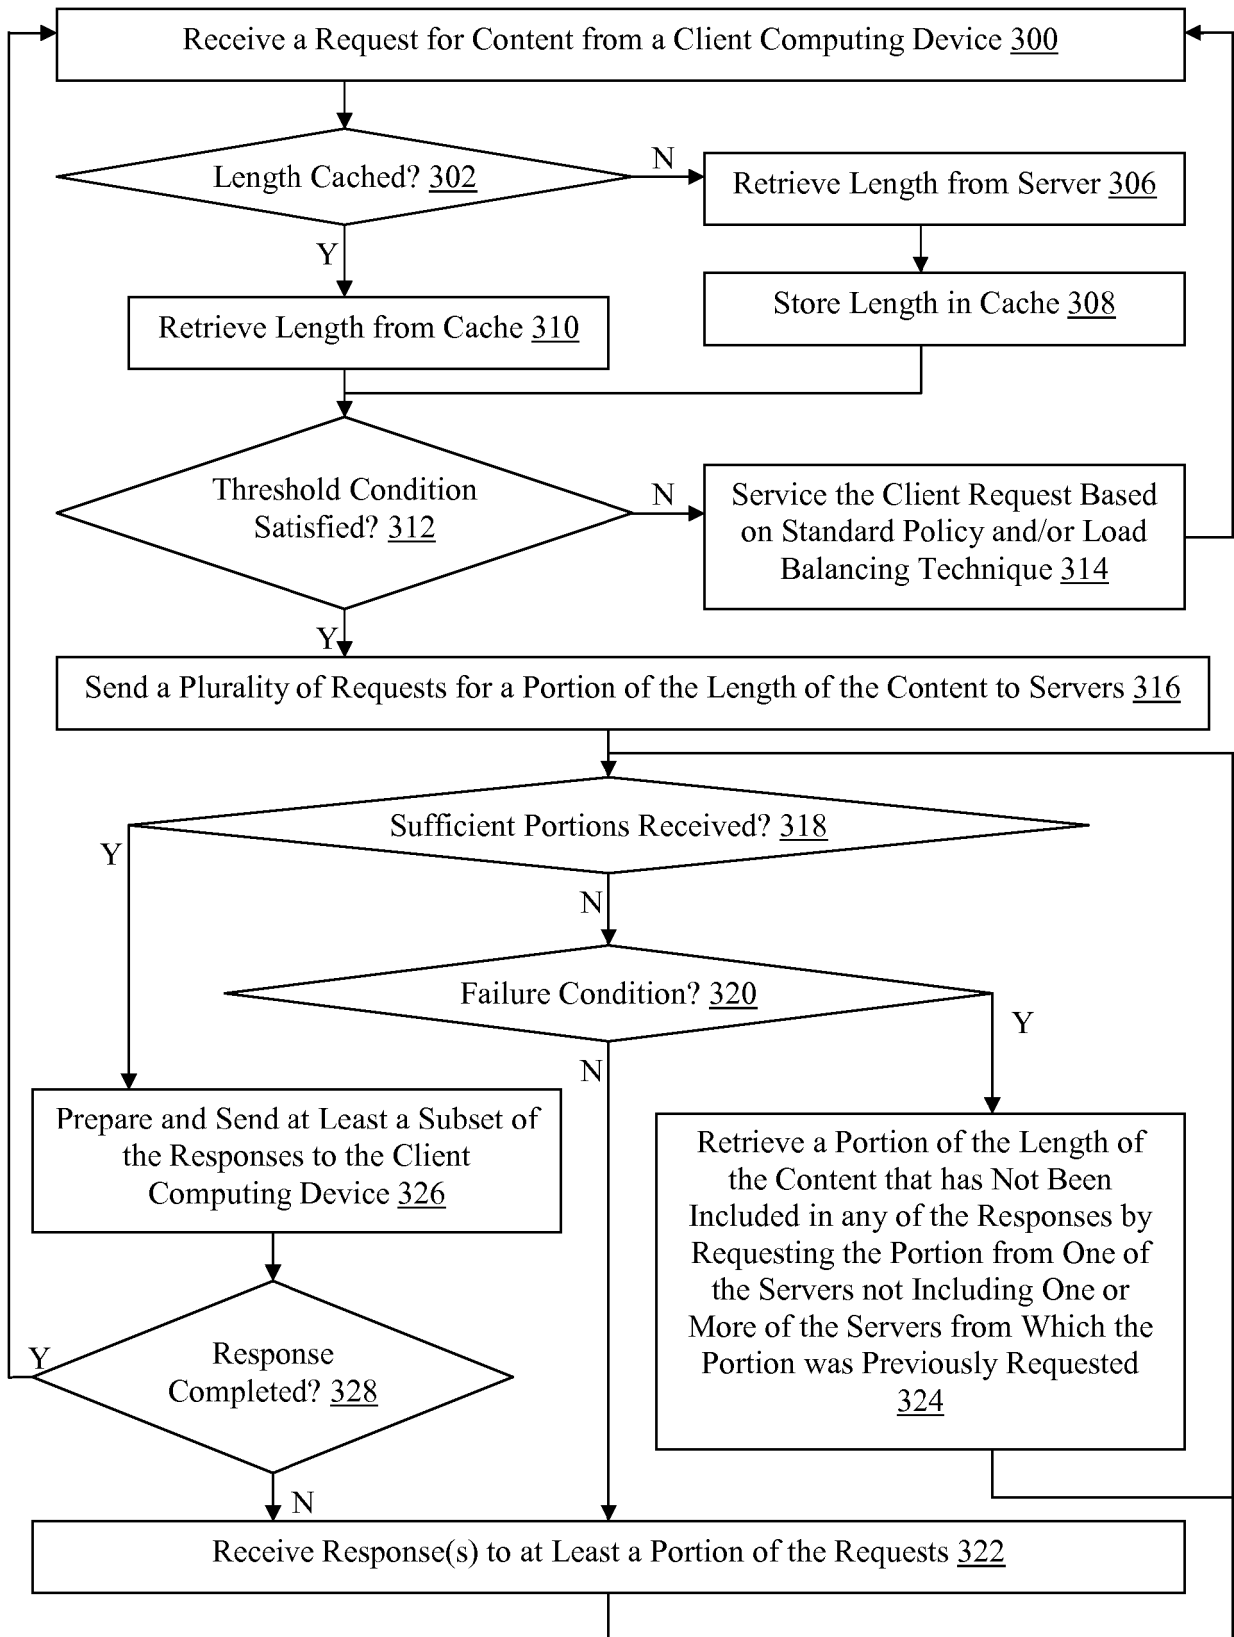 Receive a Request for Content from a Client Computing Device 300
Length Cached? 302
N
Retrieve Length from Server 306
Y
Store Length in Cache 308
Retrieve Length from Cache 310
Threshold Condition
Satisfied? 312
N
Service the Client Request Based
on Standard Policy and/or Load
Balancing Technique 314
Y
Send a Plurality of Requests for a Portion of the Length of the Content to Servers 316
Sufficient Portions Received? 318
Y
N
Failure Condition? 320
Y
N
Prepare and Send at Least a Subset of
the Responses to the Client
Computing Device 326
Retrieve a Portion of the Length of
the Content that has Not Been
Included in any of the Responses by
Requesting the Portion from One of
the Servers not Including One or
More of the Servers from Which the
Portion was Previously Requested
324
Y
Response
Completed? 328
N
Receive Response(s) to at Least a Portion of the Requests 322